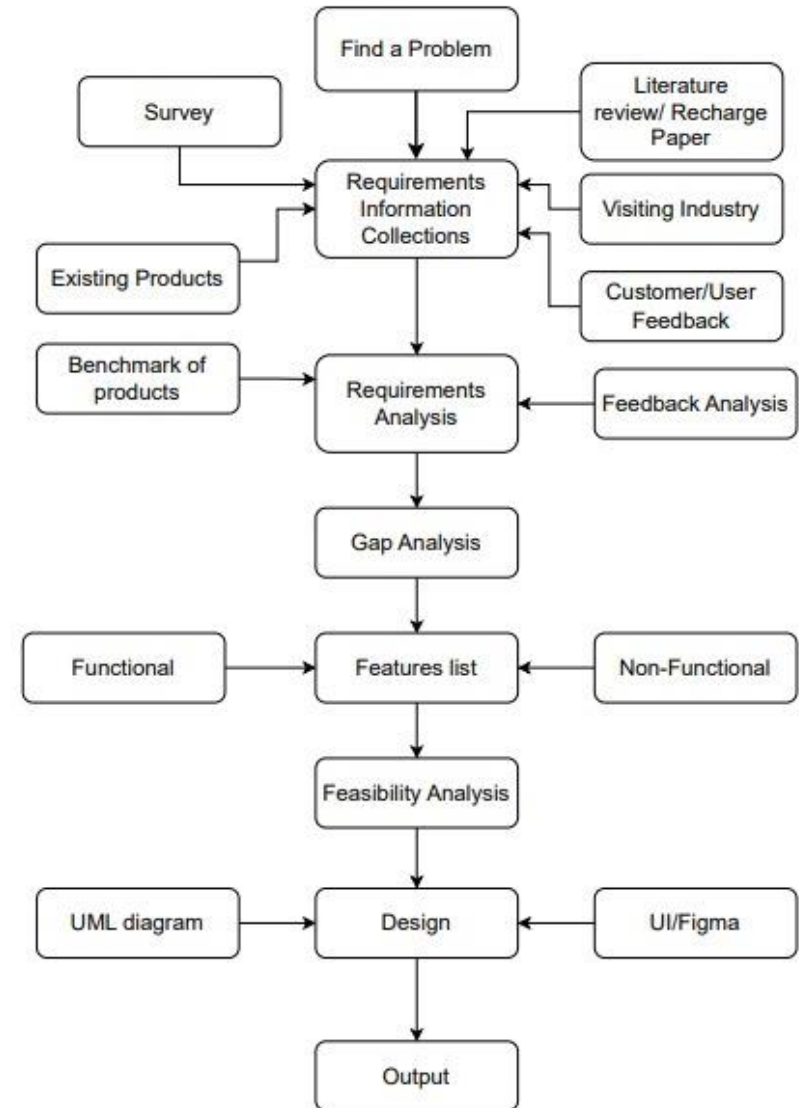 Find a Problem
Survey
Literature
review/ Recharge
Paper
Requirements
Information
Collections
Visiting Industry
Existing Products
Customer/User
Feedback
Benchmark of
products
Requirements
Analysis
Feedback Analysis
Gap Analysis
Functional
Features list
Non-Functional
Feasibility Analysis
UML diagram
Design
UI/Figma
Output